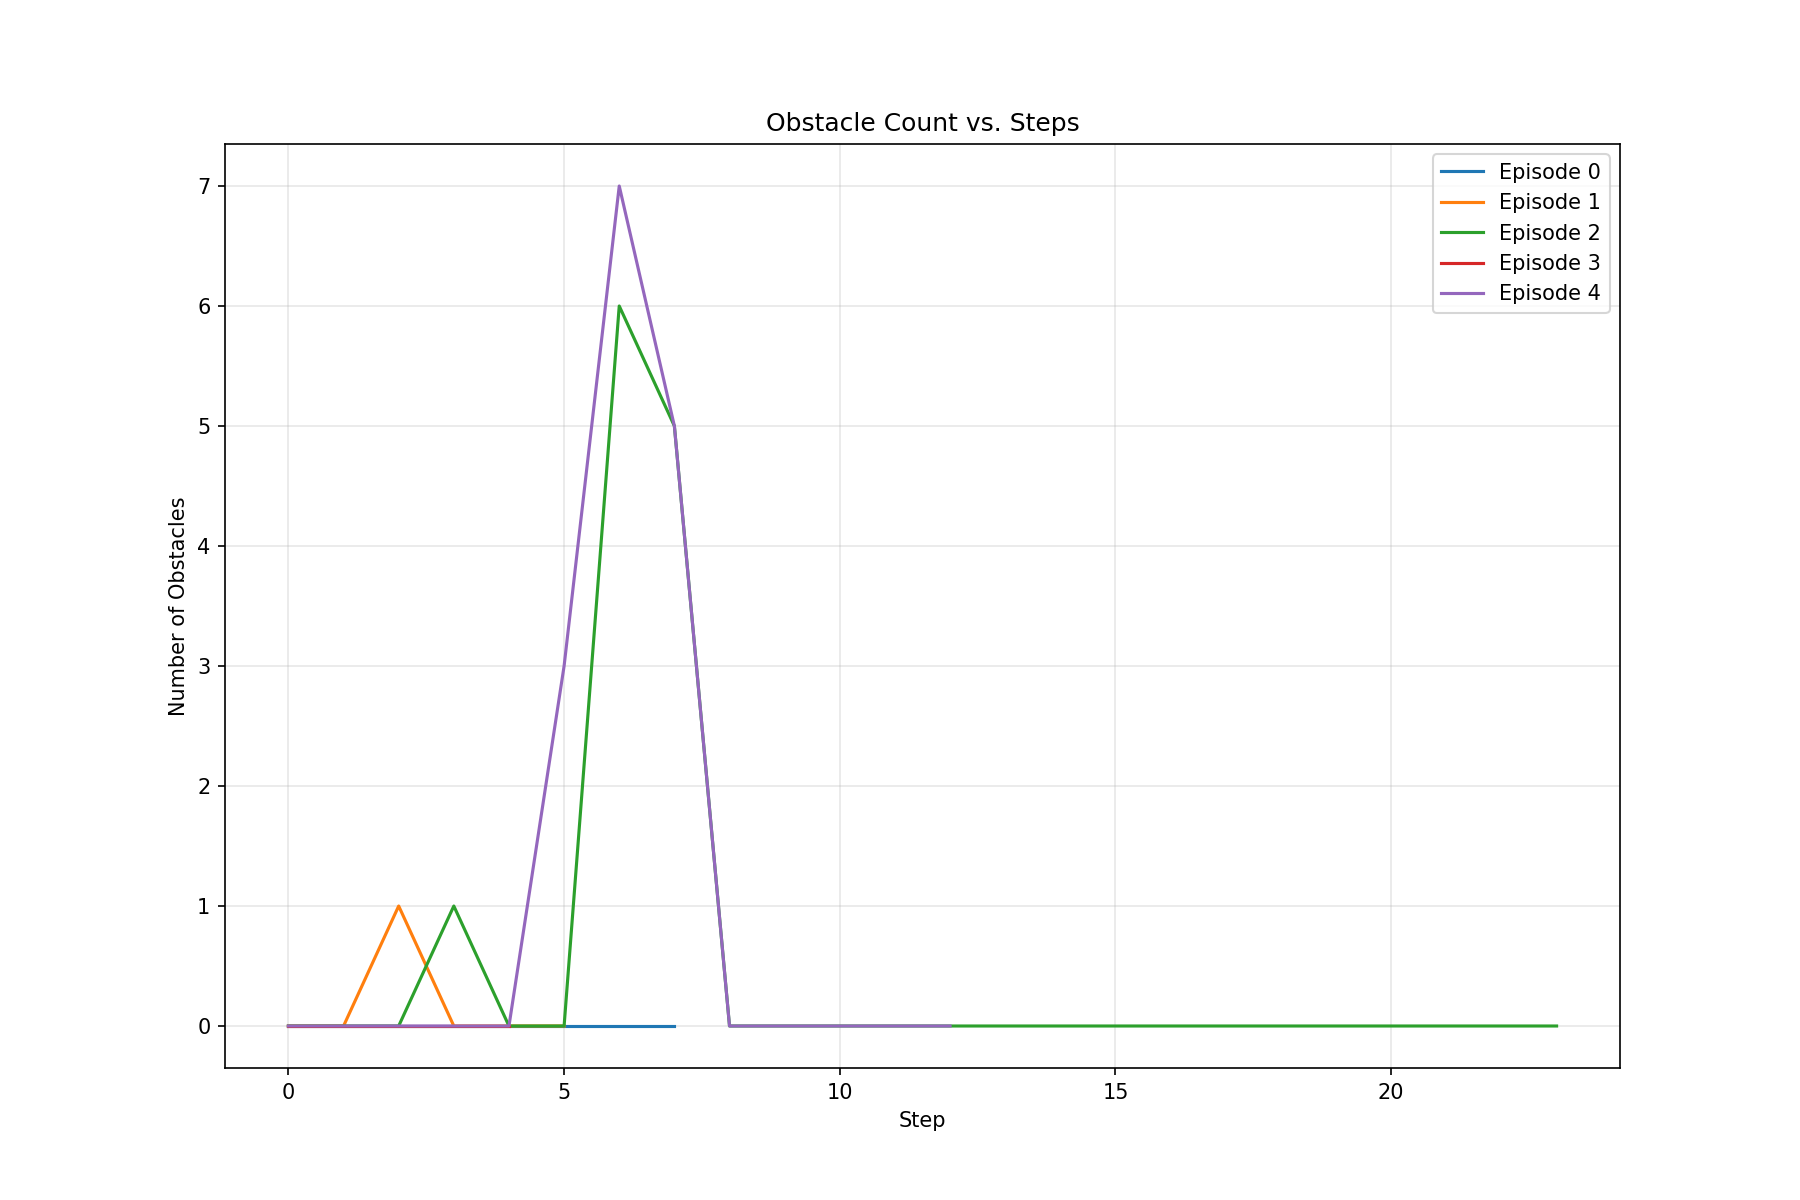 Obstacle Count vs. Steps
7
6
5
4
3
2
1
0
Number of Obstacles
Episode 0
Episode 1
Episode 2
Episode 3
Episode 4
0 5 10 15 20
Step